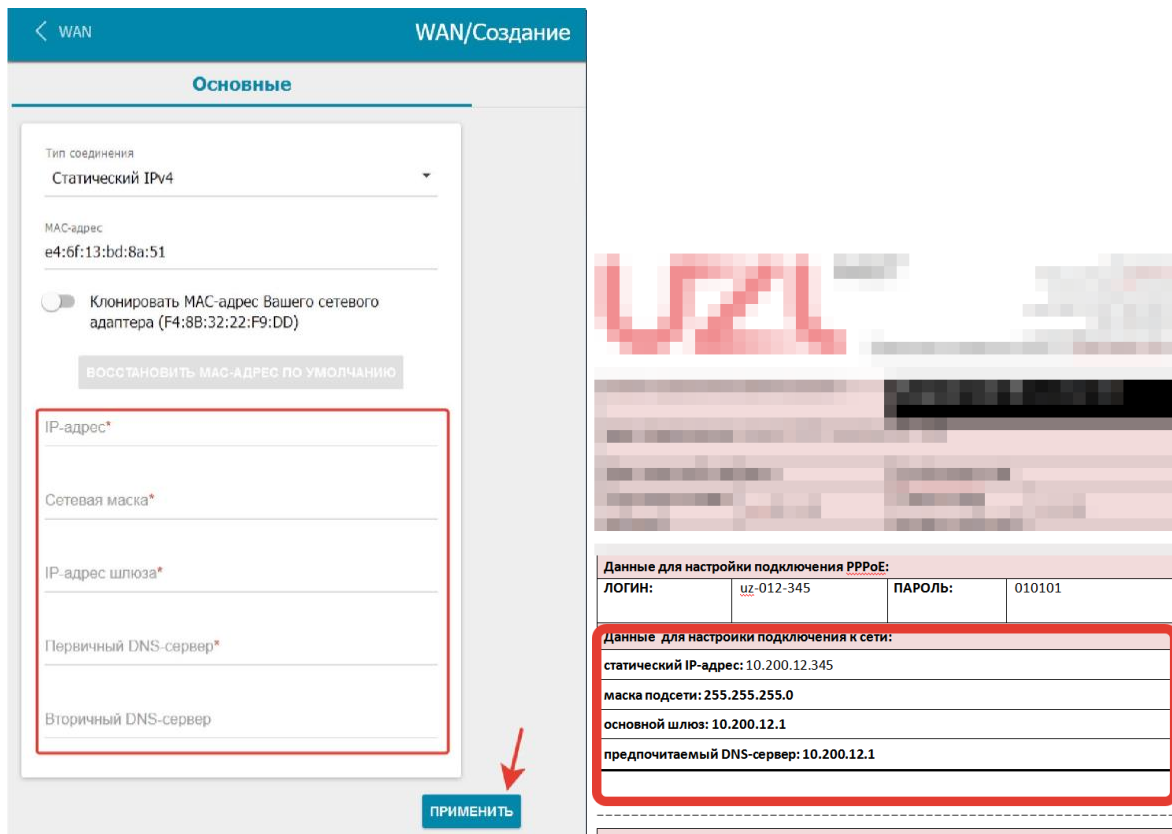 WAN
WAN/Создание
Основные
Тип соединения
Статический IPv4
MAC-адрес
e4:6f:13:bd:8a:51
Клонировать MAC-адрес Вашего сетевого
адаптера (F4:8B:32:22:F9:DD)
ВОССТАНОВИТЬ MAC-АДРЕС ПО УМОЛЧАНИЮ
IP-адрес*
Сетевая маска*
IP-адрес шлюза*
Первичный DNS-сервер*
Вторичный DNS-сервер
ПРИМЕНИТЬ
Данные для настройки подключения PPPoE:
ЛОГИН: uz-012-345 ПАРОЛЬ: 010101
Данные для настройки подключения к сети:
статический IP-адрес: 10.200.12.345
маска подсети: 255.255.255.0
основной шлюз: 10.200.12.1
предпочитаемый DNS-сервер: 10.200.12.1